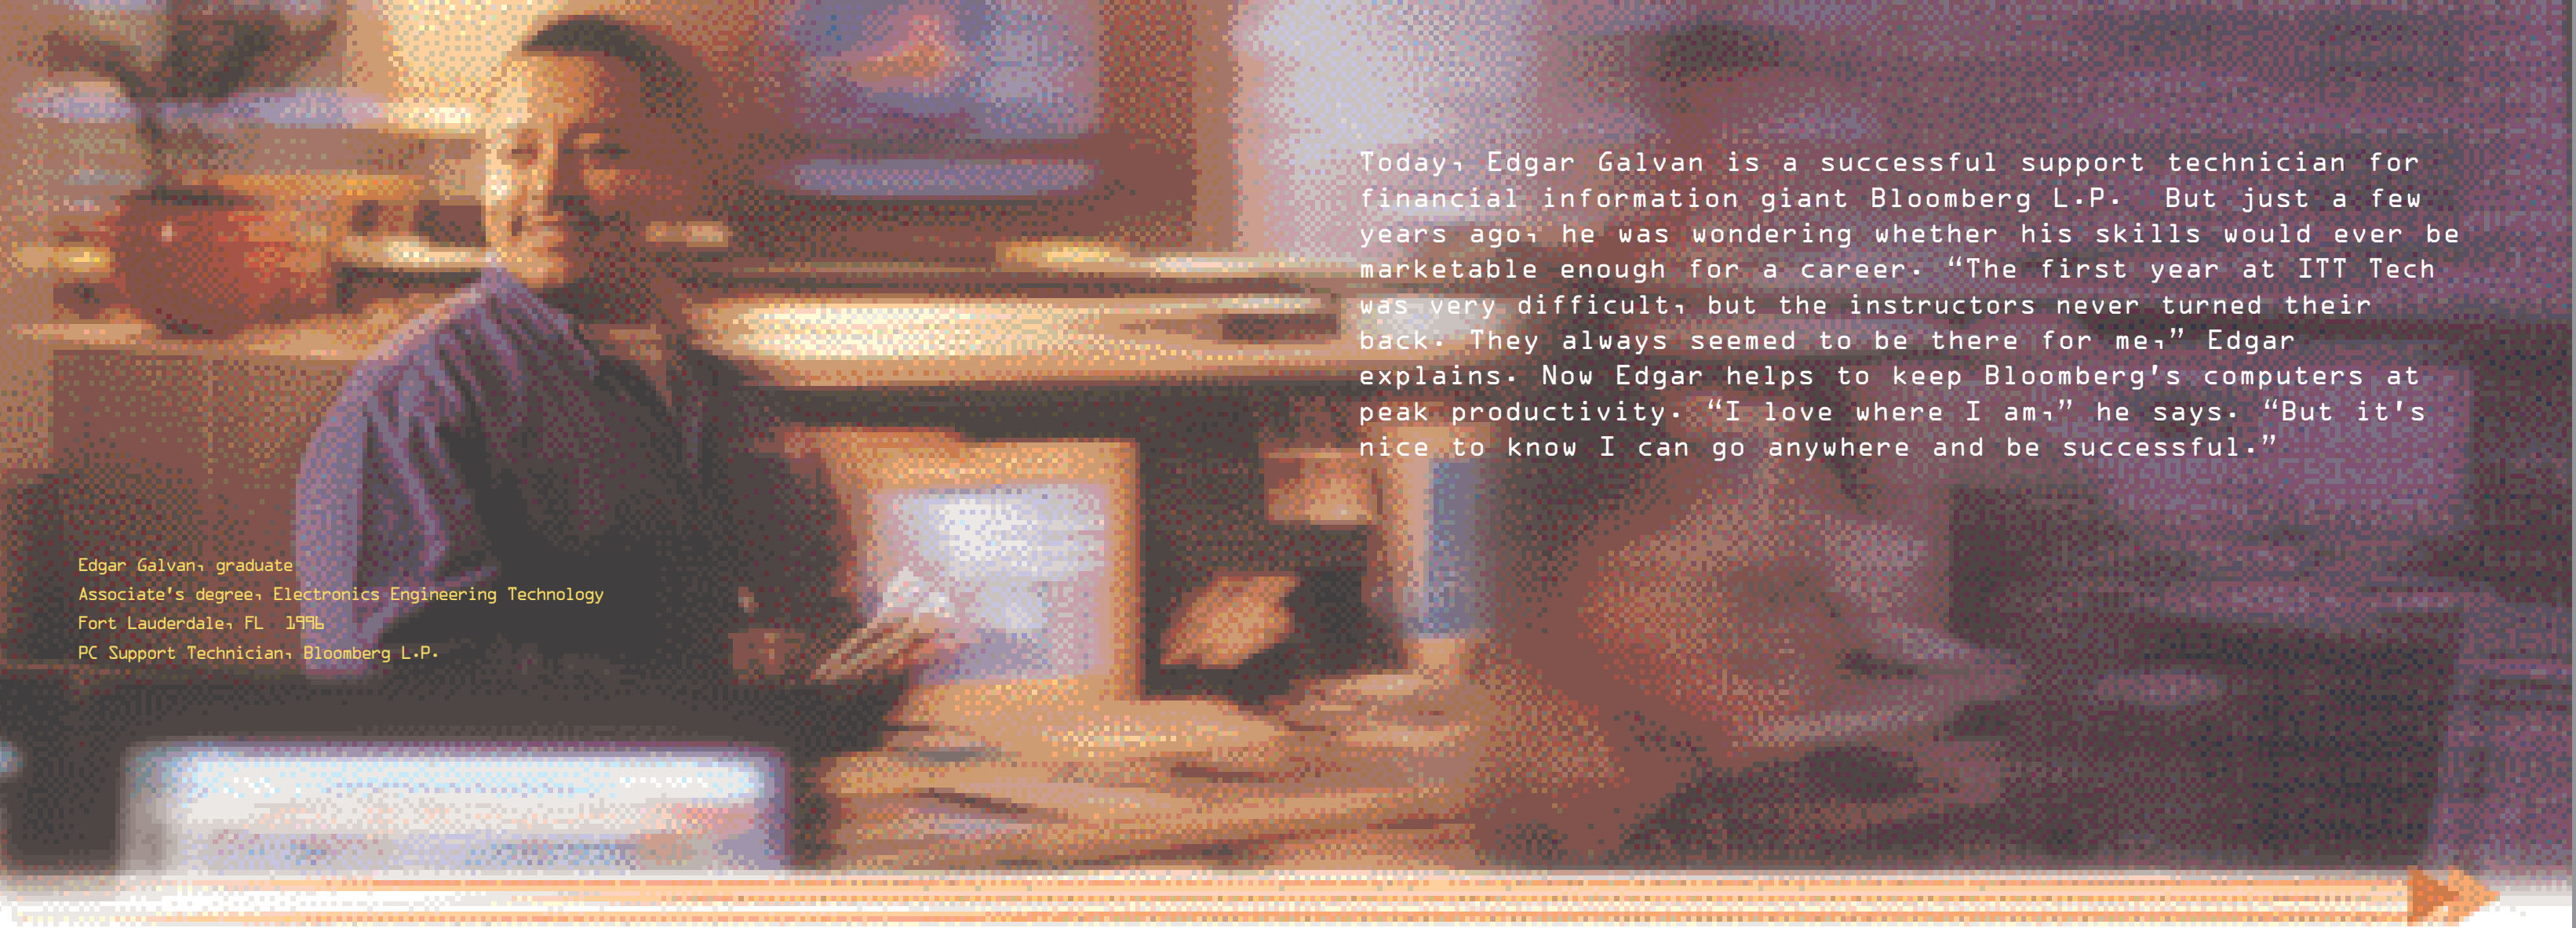 Today, Edgar Galvan is a successful support technician for
financial information giant Bloomberg L.P.  But just a few
years ago, he was wondering whether his skills would ever be
marketable enough for a career. “The first year at ITT Tech
was very difficult, but the instructors never turned their
back. They always seemed to be there for me,” Edgar
explains. Now Edgar helps to keep Bloomberg's computers at
peak productivity. “I love where I am,” he says. “But it's
nice to know I can go anywhere and be successful.”
Edgar Galvan, graduate
Associate's degree, Electronics Engineering Technology
Fort Lauderdale, FL  1996
PC Support Technician, Bloomberg L.P.